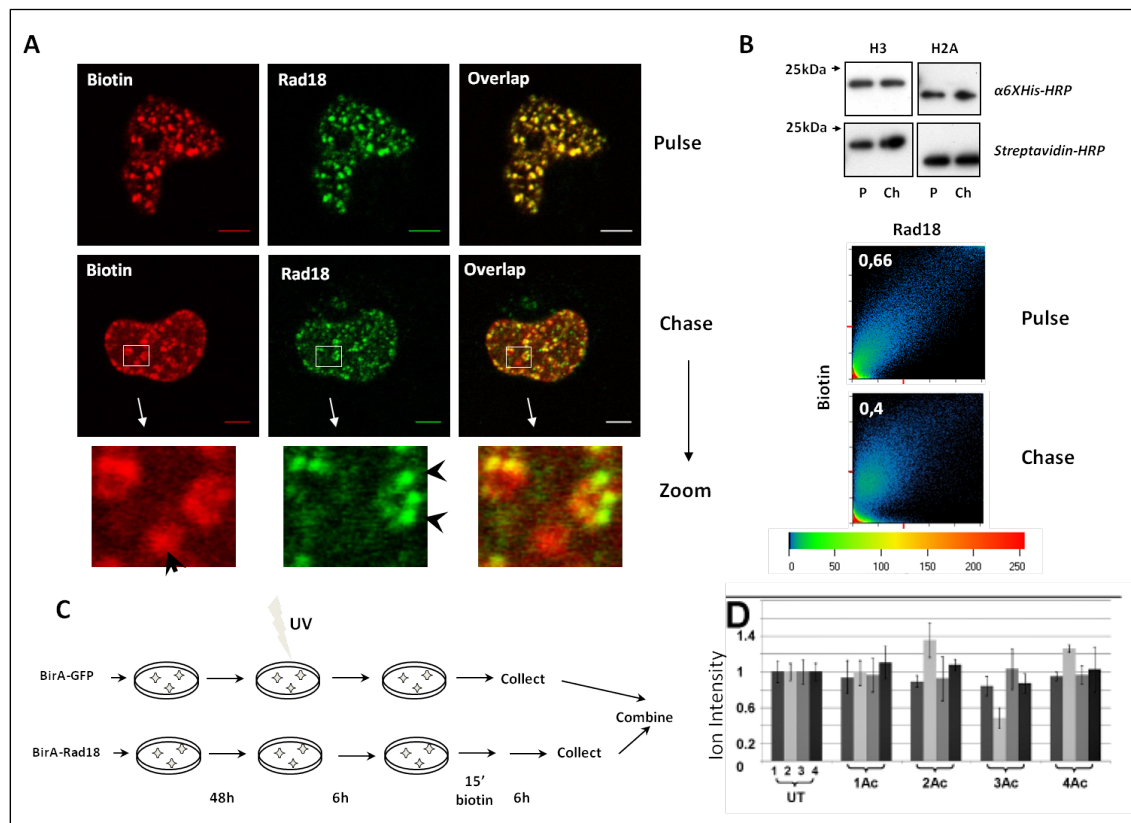 A
Biotin
Rad18
Overlap
Pulse
Biotin
Rad18
Overlap
Chase
Zoom
B
H3 H2A
25kDa
α6XHis-HRP
25kDa
Streptavidin-HRP
P Ch P Ch
Rad18
0,66
Pulse
Biotin
0,4
Chase
0 50 100 150 200 250
C
UV
BirA-GFP
Collect
Combine
BirA-Rad18
Collect
48h 6h 15' biotin 6h
D
Ion Intensity
1.4
1
0.6
0.2
0
1 2 3 4
UT 1Ac 2Ac 3Ac 4Ac